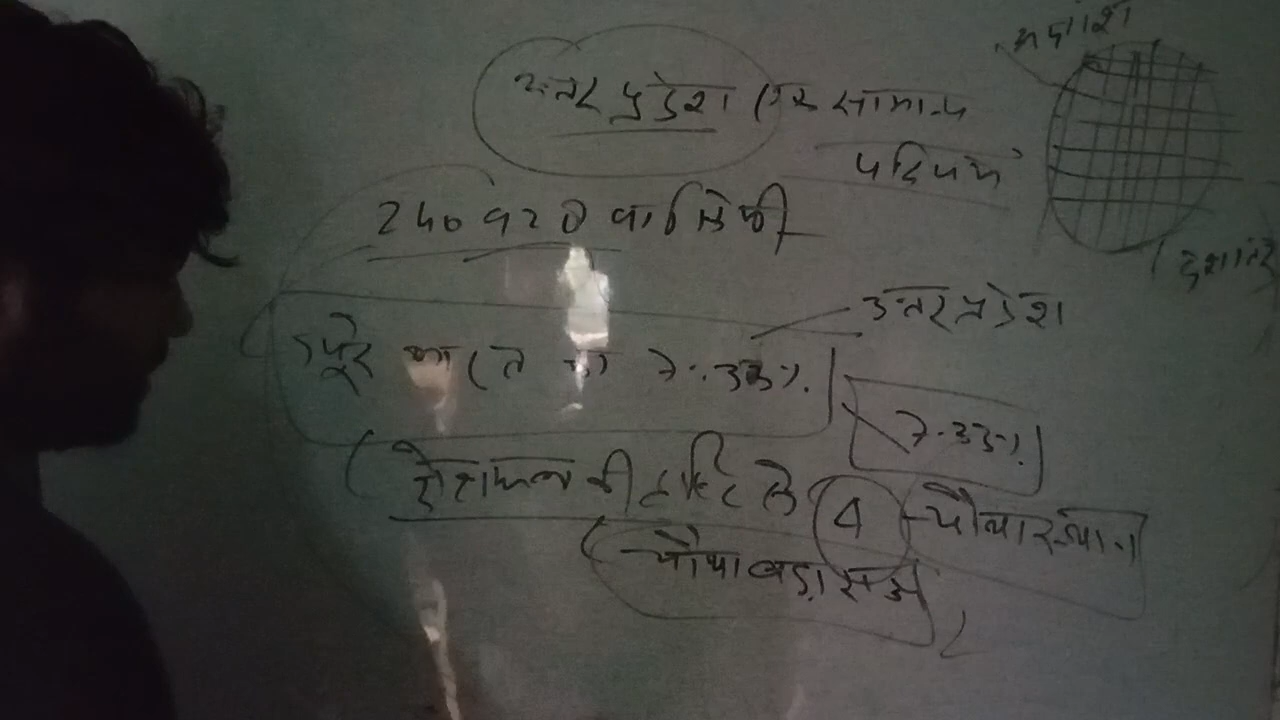 उत्तर प्रदेश एक सामान्य
परिचय
अक्षांश
देशांतर
240920 वर्ग किमी
उत्तर प्रदेश
पूरे भारत का 7.33%
7.33%
क्षेत्रफल की दृष्टि से 4 चौथा स्थान
चौथा बड़ा राज्य